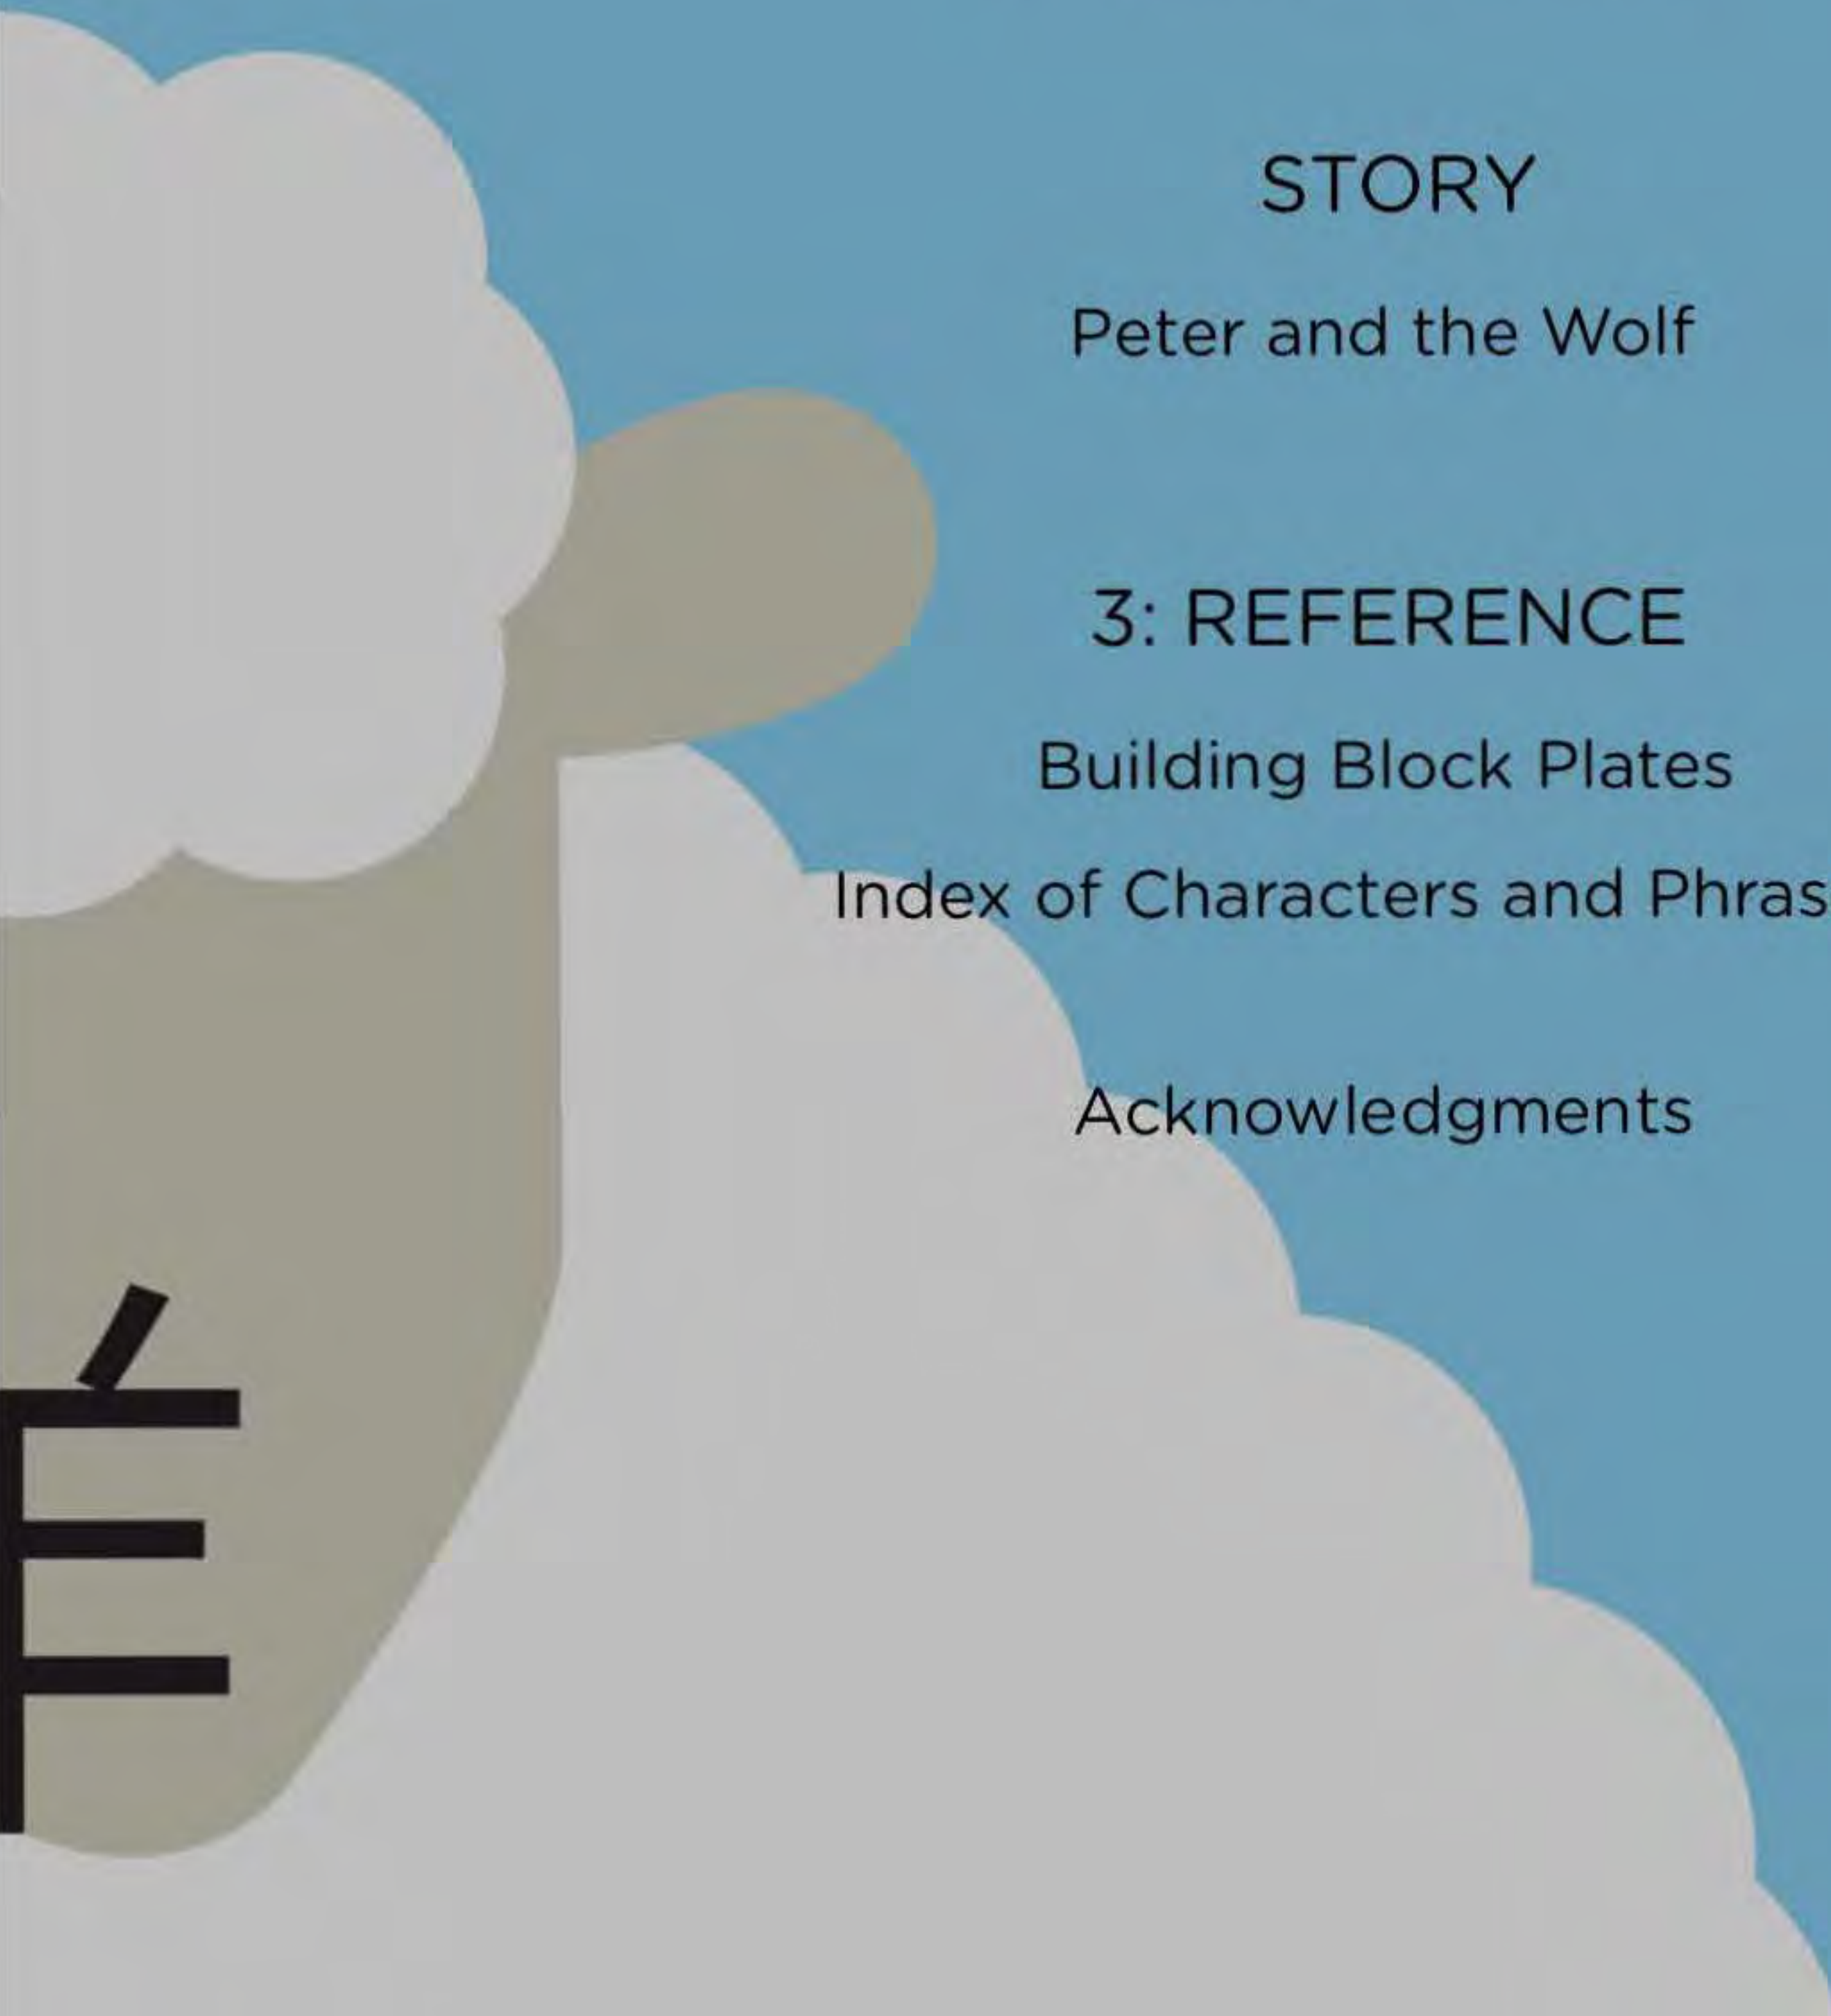 STORY
Peter and the Wolf
3: REFERENCE
Building Block Plates
Index of Characters and Phras
Acknowledgments